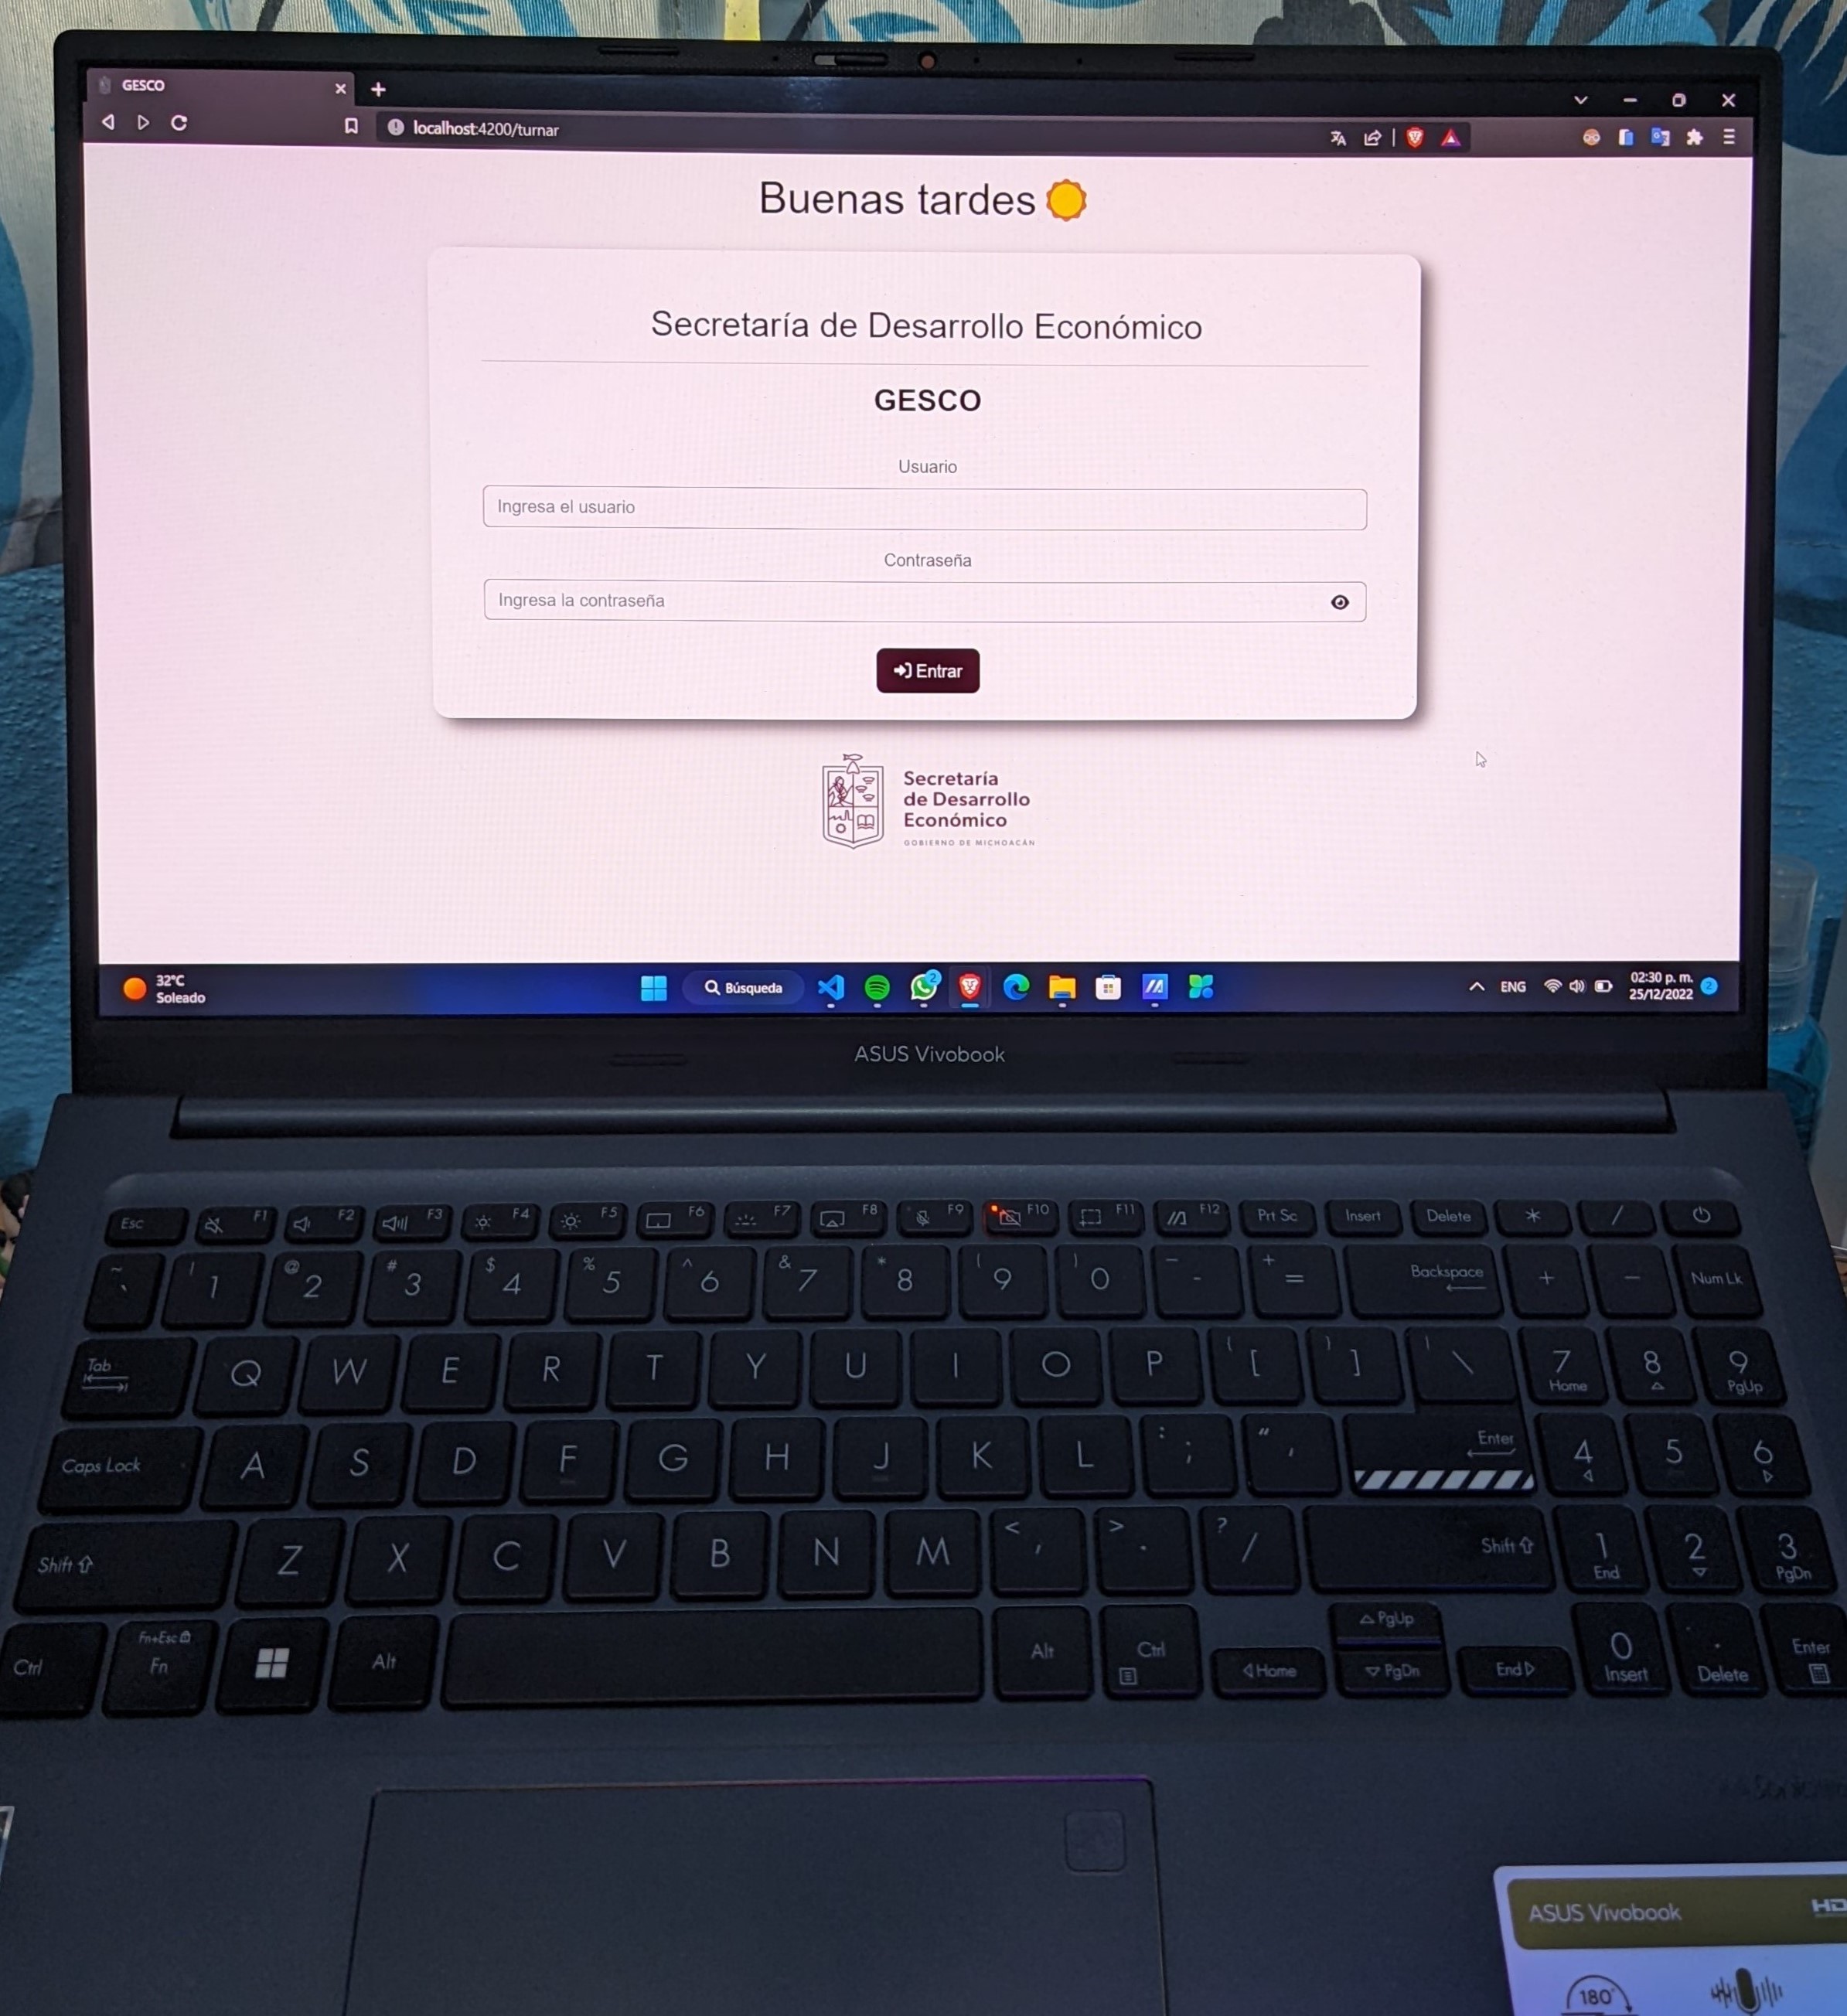 GESCO
localhost:4200/turnar
Buenas tardes
Secretaría de Desarrollo Económico
GESCO
Usuario
Ingresa el usuario
Contraseña
Ingresa la contraseña
Entrar
Secretaría
de Desarrollo
Económico
GOBIERNO DE MICHOACÁN
32°C
Soleado
Búsqueda
2
ENG
02:30 p. m.
25/12/2022
2
ASUS Vivobook
Esc F1 F2 F3 F4 F5 F6 F7 F8 F9 F10 F11 F12 Prt Sc Insert Delete * /
~ ` ! 1 @ 2 # 3 $ 4 % 5 ^ 6 & 7 * 8 ( 9 ) 0 _ - + = Backspace + - Num Lk
Tab Q W E R T Y U I O P { [ } ] | \ 7 Home 8 9 PgUp
Caps Lock A S D F G H J K L : ; " ' Enter 4 5 6
Shift Z X C V B N M < , > . ? / Shift 1 End 2 3 PgDn
Ctrl Fn+Esc Fn Alt Alt Ctrl Home PgUp PgDn End 0 Insert . Delete Enter
ASUS Vivobook
180°